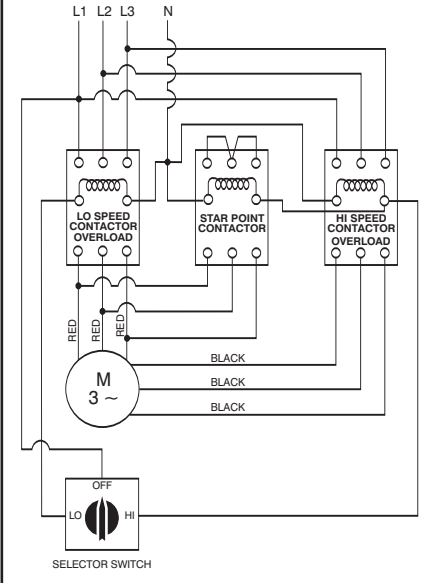 L1 L2 L3 N
LO SPEED
CONTACTOR
OVERLOAD
STAR POINT
CONTACTOR
HI SPEED
CONTACTOR
OVERLOAD
RED
RED
RED
BLACK
BLACK
BLACK
M
3 ~
OFF
LO
HI
SELECTOR SWITCH